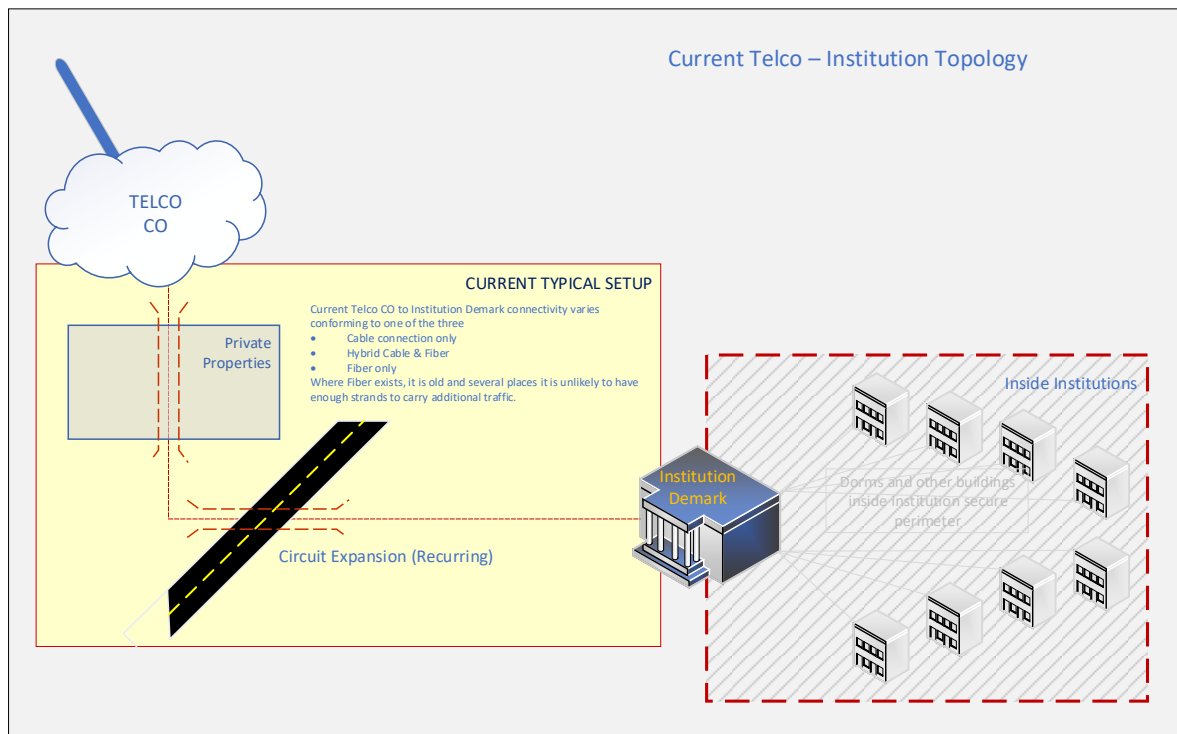 Current Telco – Institution Topology
TELCO
CO
CURRENT TYPICAL SETUP
Current Telco CO to Institution Demark connectivity varies
conforming to one of the three
• Cable connection only
• Hybrid Cable & Fiber
• Fiber only
Where Fiber exists, it is old and several places it is unlikely to have
enough strands to carry additional traffic.
Private
Properties
Circuit Expansion (Recurring)
Institution
Demark
Inside Institutions
Dorms and other buildings
inside Institution secure
perimeter